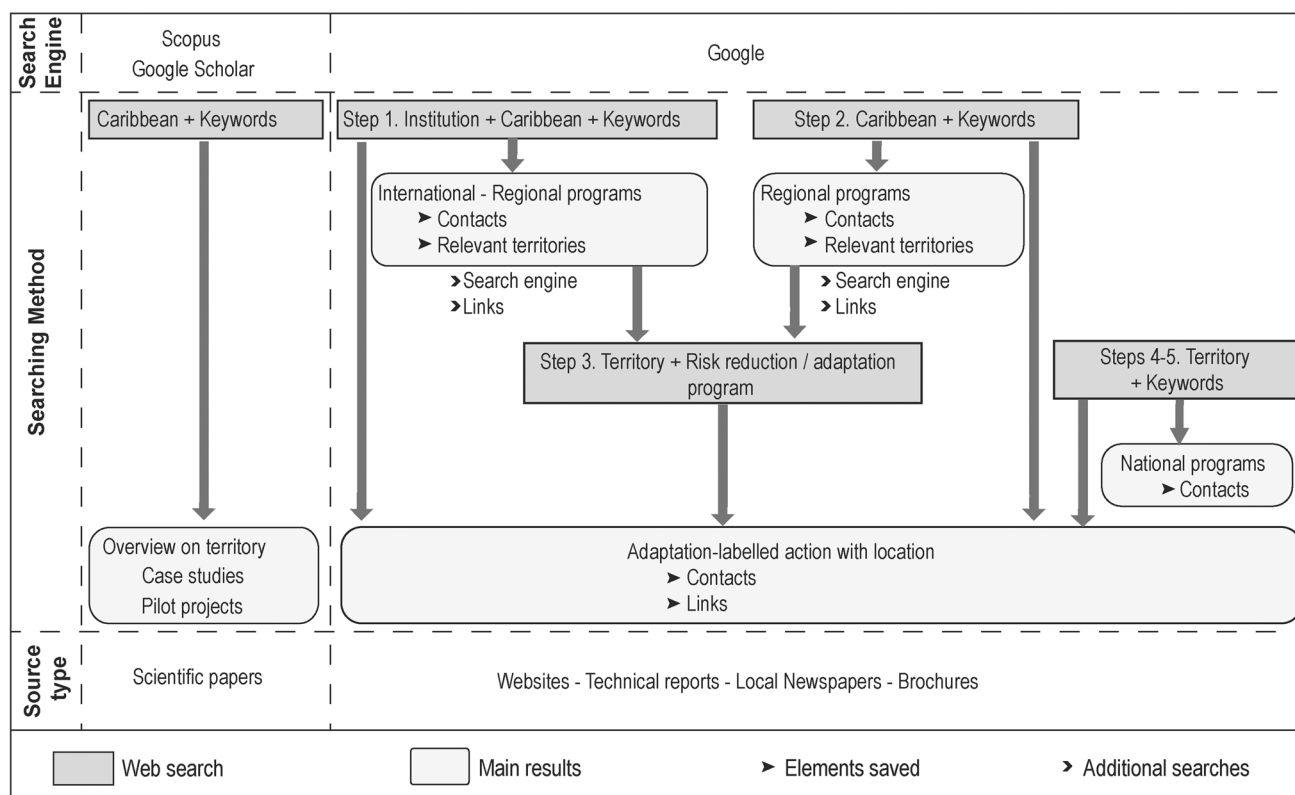 Search
Engine
Scopus
Google Scholar
Google
Searching Method
Caribbean + Keywords
Step 1. Institution + Caribbean + Keywords
Step 2. Caribbean + Keywords
International - Regional programs
➤ Contacts
➤ Relevant territories
Regional programs
➤ Contacts
➤ Relevant territories
Search engine
Links
Search engine
Links
Step 3. Territory + Risk reduction / adaptation
program
Steps 4-5. Territory
+ Keywords
National programs
➤ Contacts
Overview on territory
Case studies
Pilot projects
Adaptation-labelled action with location
➤ Contacts
➤ Links
Source
type
Scientific papers
Websites - Technical reports - Local Newspapers - Brochures
Web search
Main results
➤ Elements saved
Additional searches